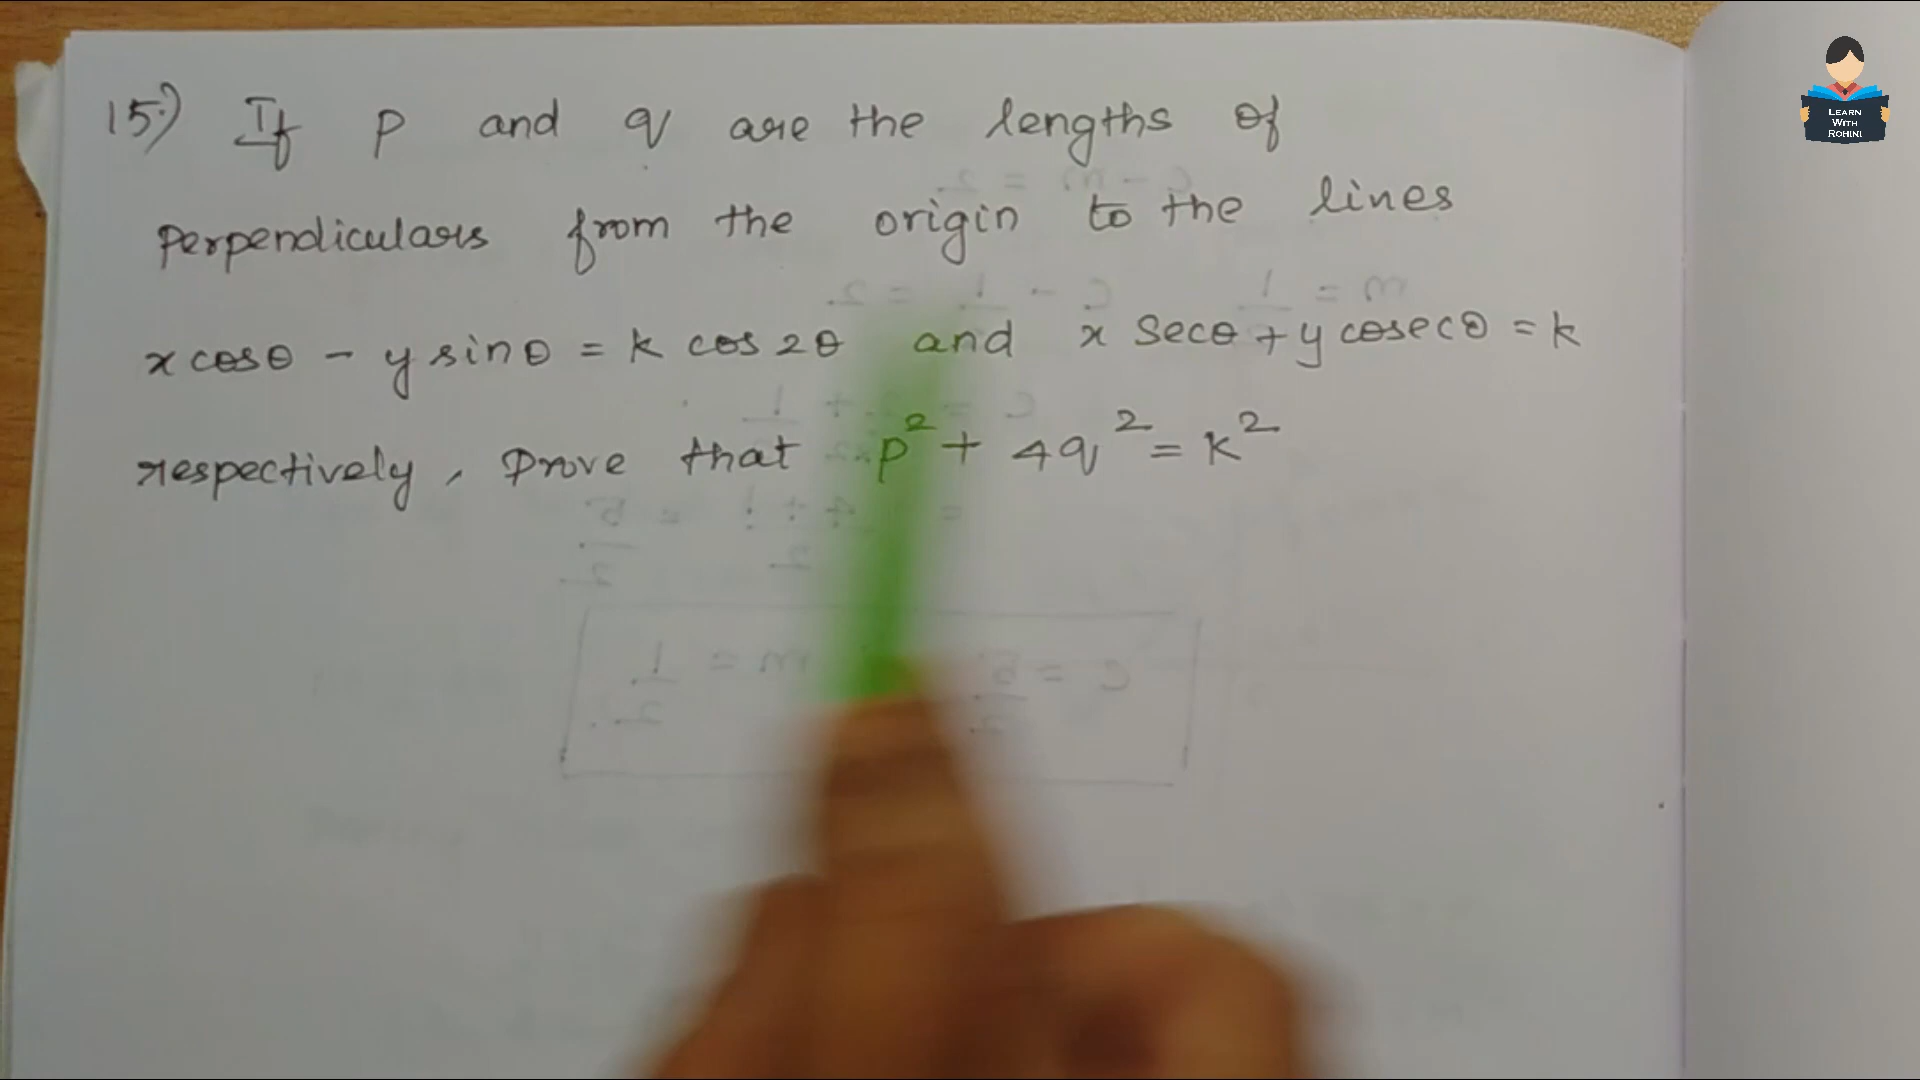 15.) If p and q are the lengths of
perpendiculars from the origin to the lines
x cosθ - y sinθ = k cos 2θ and x secθ + y cosecθ = k
respectively, Prove that p² + 4q² = k²
LEARN
WITH
ROHINI